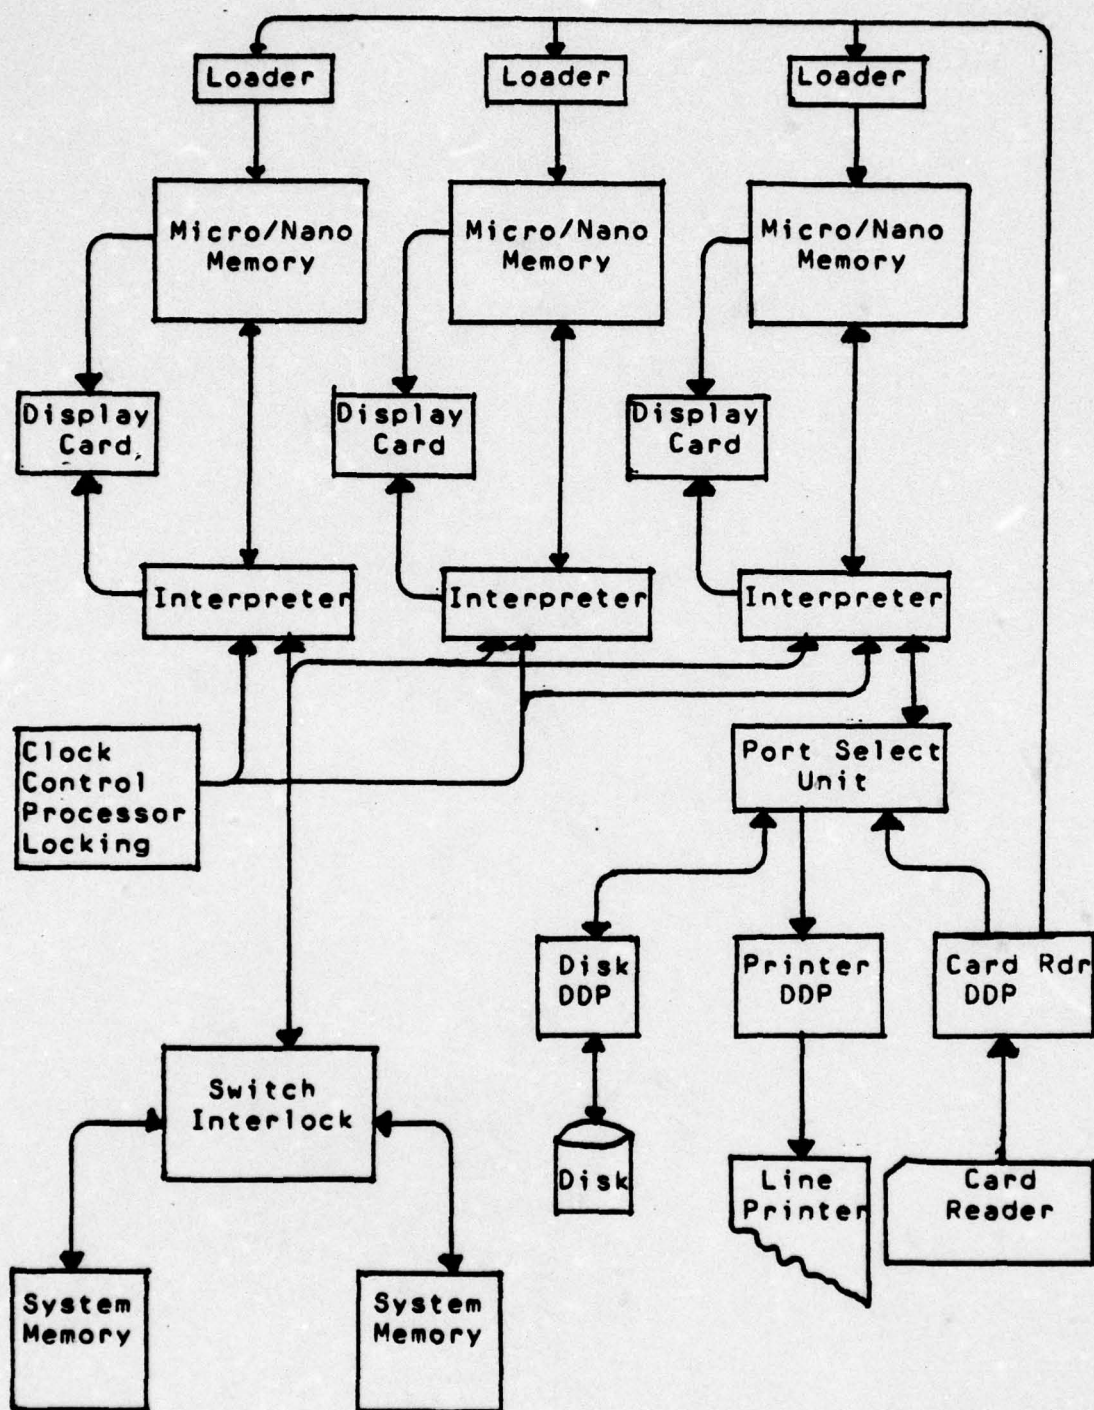 Loader
Loader
Loader
Micro/Nano
Memory
Micro/Nano
Memory
Micro/Nano
Memory
Display
Card
Display
Card
Display
Card
Interpreter
Interpreter
Interpreter
Clock
Control
Processor
Locking
Port Select
Unit
Disk
DDP
Printer
DDP
Card Rdr
DDP
Switch
Interlock
Disk
Line
Printer
Card
Reader
System
Memory
System
Memory